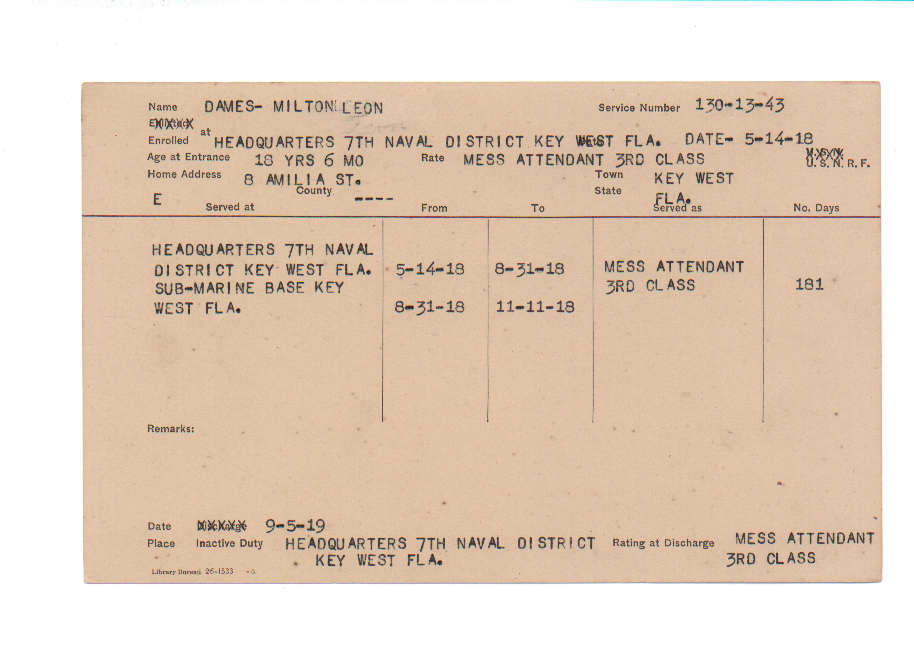 Name DAMES- MILTON LEON Service Number 130-13-43
Enrolled at HEADQUARTERS 7TH NAVAL DISTRICT KEY WEST FLA. DATE- 5-14-18
Age at Entrance 18 YRS 6 MO Rate MESS ATTENDANT 3RD CLASS U.S.N.R.F.
Home Address 8 AMILIA ST. Town KEY WEST
County ---- State FLA.
E Served at From To Served as No. Days
HEADQUARTERS 7TH NAVAL
DISTRICT KEY WEST FLA. 5-14-18 8-31-18 MESS ATTENDANT
SUB-MARINE BASE KEY 3RD CLASS 181
WEST FLA. 8-31-18 11-11-18
Remarks:
Date 9-5-19
Place Inactive Duty HEADQUARTERS 7TH NAVAL DISTRICT Rating at Discharge MESS ATTENDANT
KEY WEST FLA. 3RD CLASS
Library Bureau 26-1533